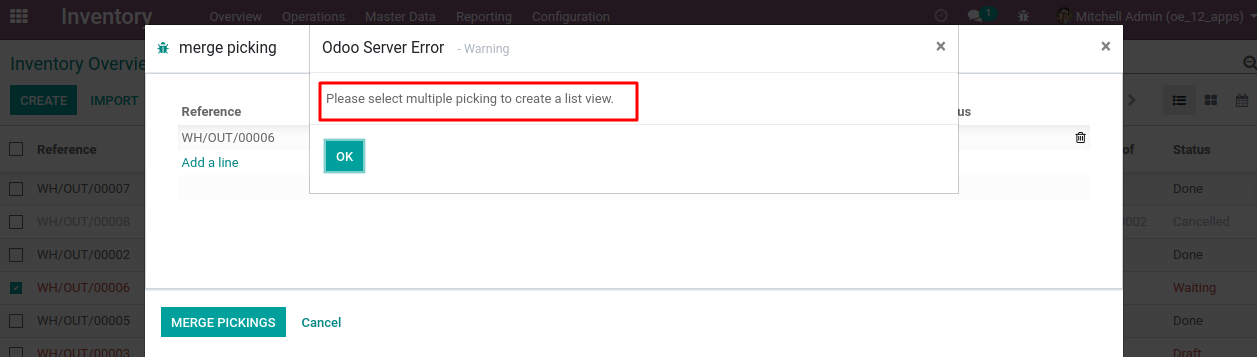 Inventory Overview Operations Master Data Reporting Configuration 1 Mitchell Admin (oe_12_apps)
merge picking
Odoo Server Error - Warning × ×
Inventory Overvie
Please select multiple picking to create a list view.
CREATE IMPORT
Reference us
WH/OUT/00006
OK
Add a line
Reference of Status
WH/OUT/00007 Done
WH/OUT/00008 0002 Cancelled
WH/OUT/00002 Done
WH/OUT/00006 Waiting
MERGE PICKINGS Cancel
WH/OUT/00005 Done
WH/OUT/00003 Draft